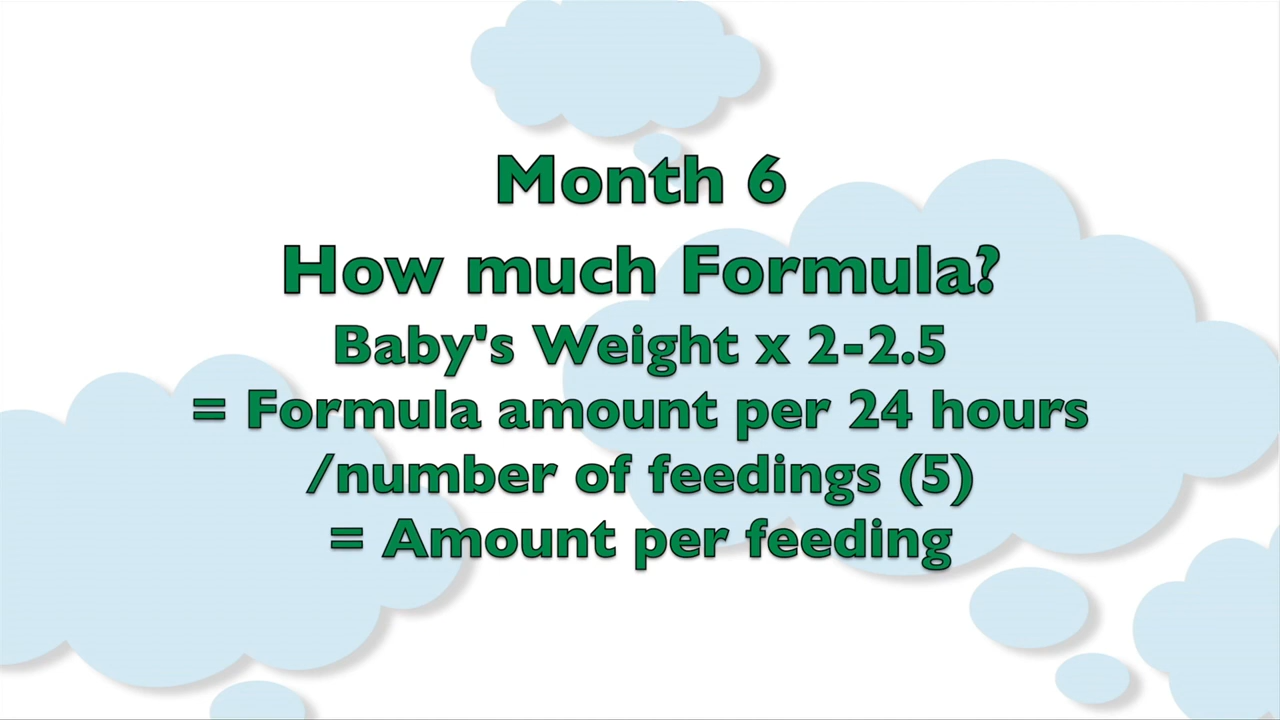 Month 6
How much Formula?
Baby's Weight x 2-2.5
= Formula amount per 24 hours
/number of feedings (5)
= Amount per feeding